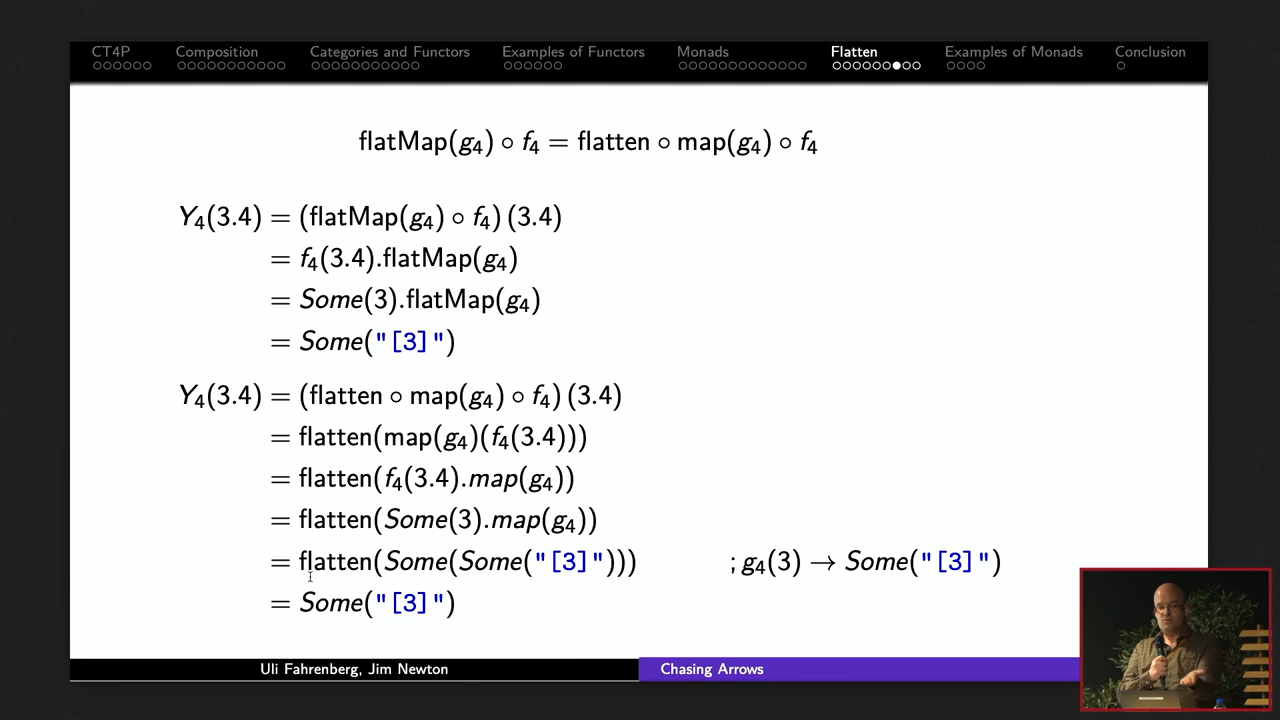 CT4P Composition Categories and Functors Examples of Functors Monads Flatten Examples of Monads Conclusion
flatMap(g₄) ∘ f₄ = flatten ∘ map(g₄) ∘ f₄
Y₄(3.4) = (flatMap(g₄) ∘ f₄) (3.4)
= f₄(3.4).flatMap(g₄)
= Some(3).flatMap(g₄)
= Some("[3]")
Y₄(3.4) = (flatten ∘ map(g₄) ∘ f₄) (3.4)
= flatten(map(g₄)(f₄(3.4)))
= flatten(f₄(3.4).map(g₄))
= flatten(Some(3).map(g₄))
= flatten(Some(Some("[3]"))) ; g₄(3) → Some("[3]")
= Some("[3]")
Uli Fahrenberg, Jim Newton Chasing Arrows